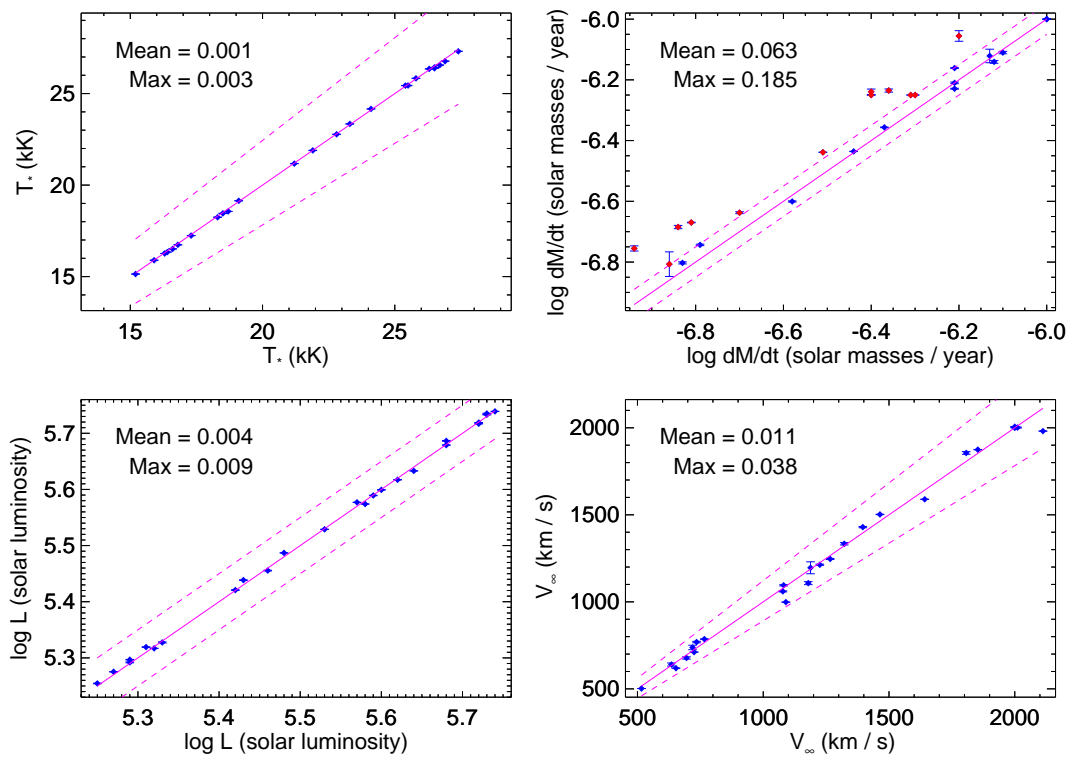 Mean = 0.001
Max = 0.003
T* (kK)
25
20
15
15 20 25
T* (kK)
Mean = 0.063
Max = 0.185
log dM/dt (solar masses / year)
-6.0
-6.2
-6.4
-6.6
-6.8
-6.8 -6.6 -6.4 -6.2 -6.0
log dM/dt (solar masses / year)
Mean = 0.004
Max = 0.009
log L (solar luminosity)
5.7
5.6
5.5
5.4
5.3
5.3 5.4 5.5 5.6 5.7
log L (solar luminosity)
Mean = 0.011
Max = 0.038
V∞ (km / s)
2000
1500
1000
500
500 1000 1500 2000
V∞ (km / s)